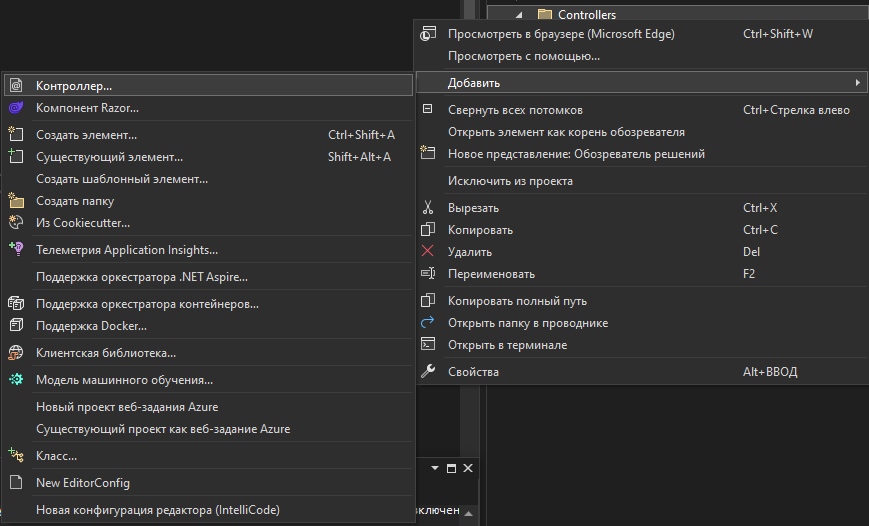 Controllers
Просмотреть в браузере (Microsoft Edge) Ctrl+Shift+W
Просмотреть с помощью...
Добавить
Свернуть всех потомков Ctrl+Стрелка влево
Открыть элемент как корень обозревателя
Новое представление: Обозреватель решений
Исключить из проекта
Вырезать Ctrl+X
Копировать Ctrl+C
Удалить Del
Переименовать F2
Копировать полный путь
Открыть папку в проводнике
Открыть в терминале
Свойства Alt+ВВОД
Контроллер...
Компонент Razor...
Создать элемент... Ctrl+Shift+A
Существующий элемент... Shift+Alt+A
Создать шаблонный элемент...
Создать папку
Из Cookiecutter...
Телеметрия Application Insights...
Поддержка оркестратора .NET Aspire...
Поддержка оркестратора контейнеров...
Поддержка Docker...
Клиентская библиотека...
Модель машинного обучения...
Новый проект веб-задания Azure
Существующий проект как веб-задание Azure
Класс...
New EditorConfig
Новая конфигурация редактора (IntelliCode)